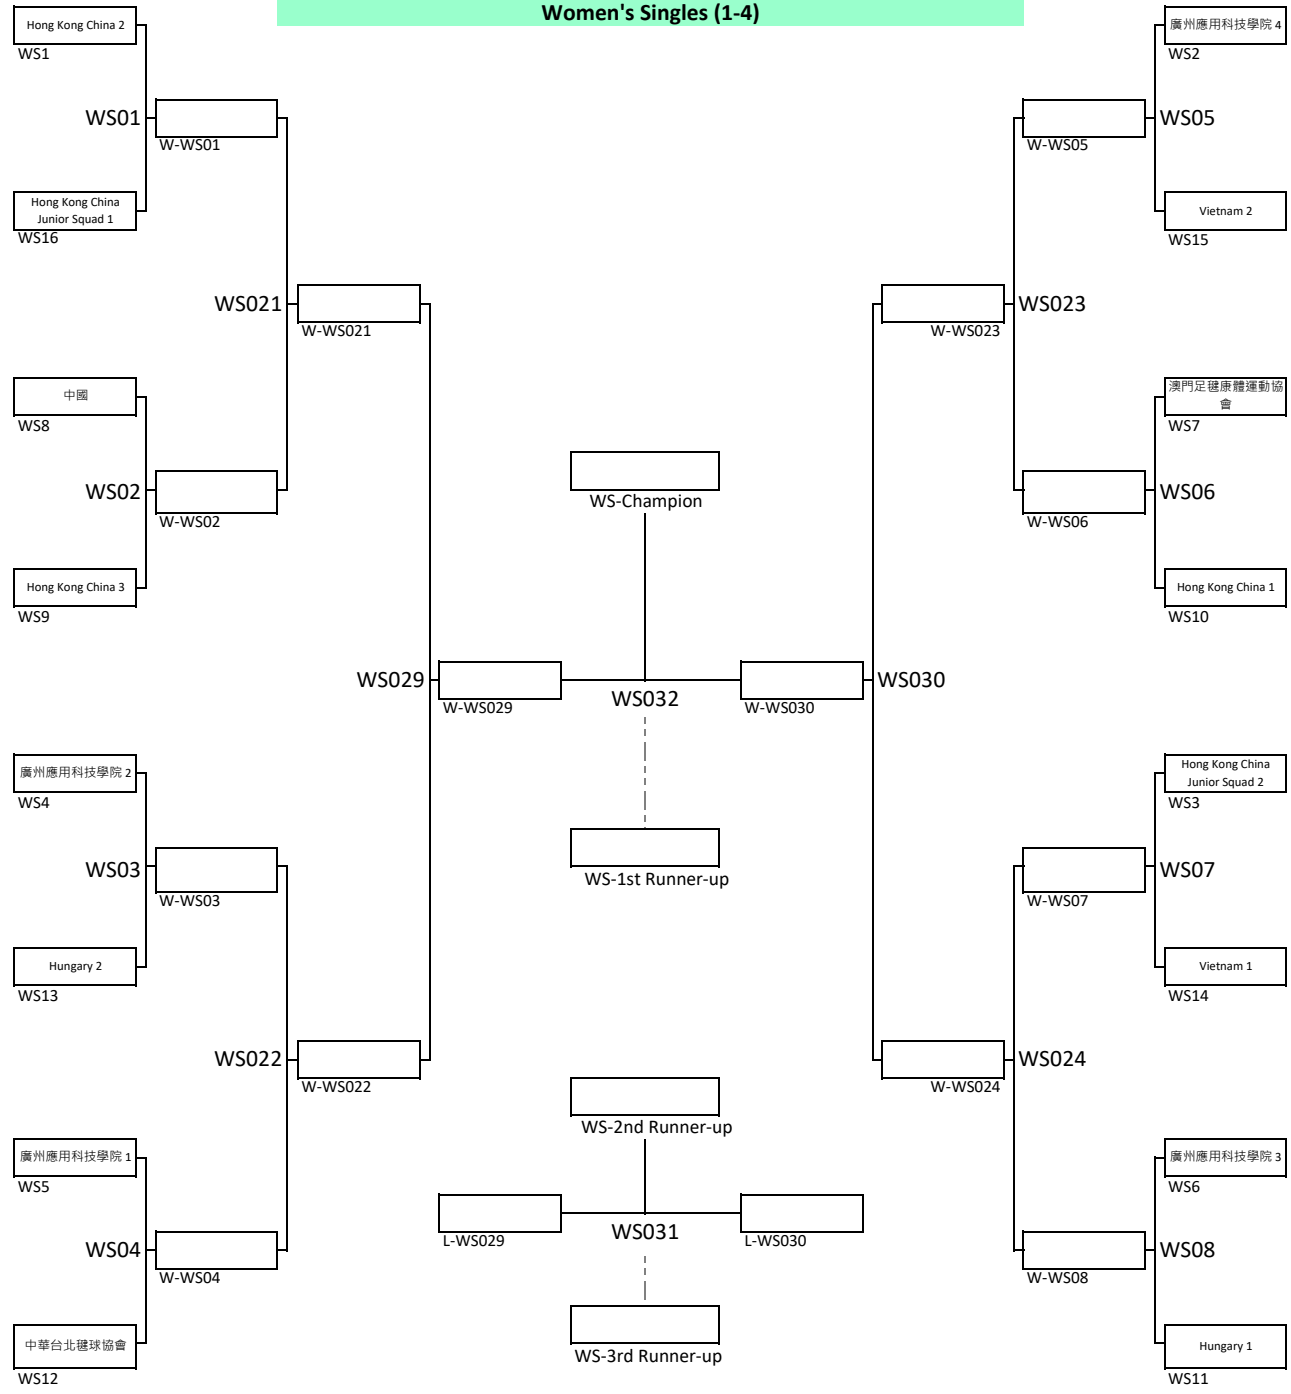 Women's Singles (1-4)
Hong Kong China 2
WS1
WS01
W-WS01
Hong Kong China
Junior Squad 1
WS16
WS021
W-WS021
中國
WS8
WS02
W-WS02
Hong Kong China 3
WS9
WS029
W-WS029
廣州應用科技學院 2
WS4
WS03
W-WS03
Hungary 2
WS13
WS022
W-WS022
廣州應用科技學院 1
WS5
WS04
W-WS04
中華台北毽球協會
WS12
WS-Champion
WS032
WS-1st Runner-up
WS-2nd Runner-up
L-WS029
WS031
L-WS030
WS-3rd Runner-up
廣州應用科技學院 4
WS2
WS05
W-WS05
Vietnam 2
WS15
WS023
W-WS023
澳門足毽康體運動協
會
WS7
WS06
W-WS06
Hong Kong China 1
WS10
WS030
W-WS030
Hong Kong China
Junior Squad 2
WS3
WS07
W-WS07
Vietnam 1
WS14
WS024
W-WS024
廣州應用科技學院 3
WS6
WS08
W-WS08
Hungary 1
WS11